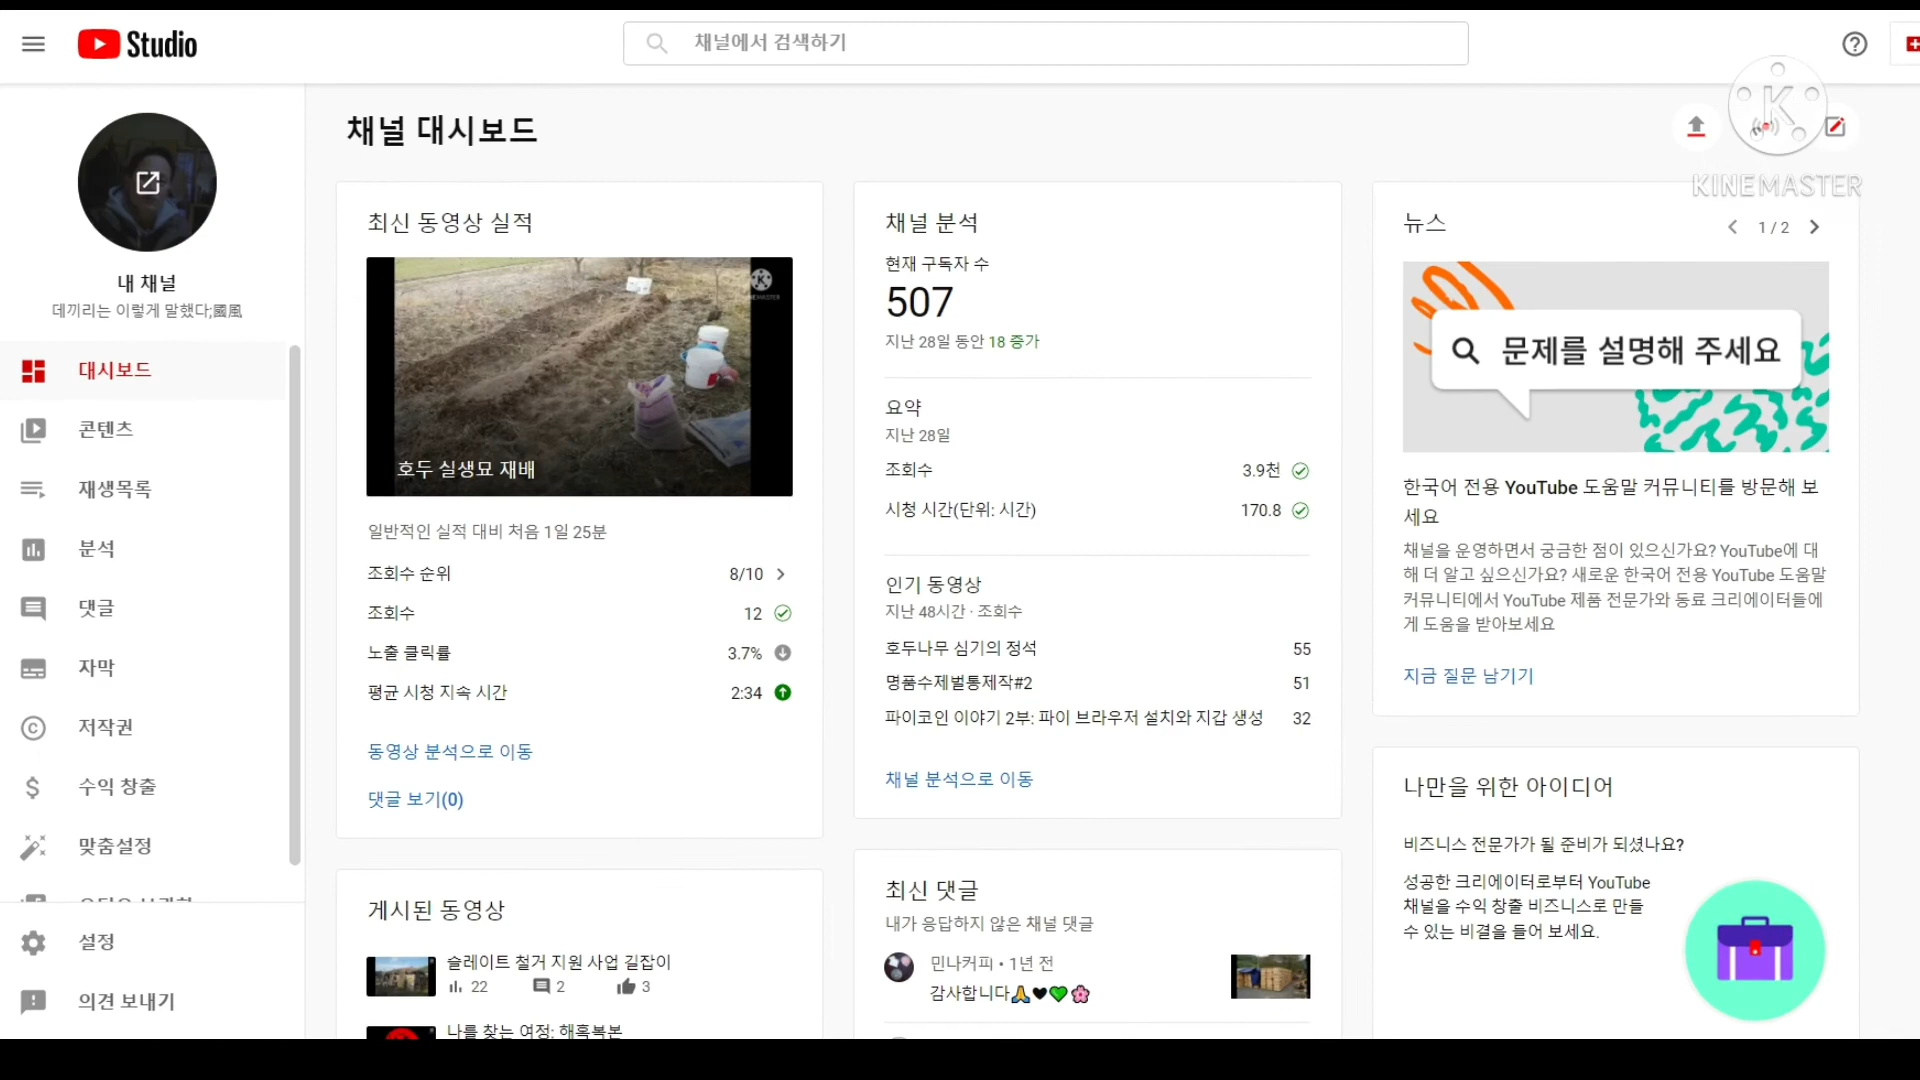 Studio
채널에서 검색하기
KINEMASTER
내 채널
데끼리는 이렇게 말했다;國風
대시보드
콘텐츠
재생목록
분석
댓글
자막
저작권
수익 창출
맞춤설정
설정
의견 보내기
채널 대시보드
최신 동영상 실적
호두 실생묘 재배
일반적인 실적 대비 처음 1일 25분
조회수 순위 8/10
조회수 12
노출 클릭률 3.7%
평균 시청 지속 시간 2:34
동영상 분석으로 이동
댓글 보기(0)
게시된 동영상
슬레이트 철거 지원 사업 길잡이
22 2 3
나를 찾는 여정: 해혹복본
채널 분석
현재 구독자 수
507
지난 28일 동안 18 증가
요약
지난 28일
조회수 3.9천
시청 시간(단위: 시간) 170.8
인기 동영상
지난 48시간 · 조회수
호두나무 심기의 정석 55
명품수제벌통제작#2 51
파이코인 이야기 2부: 파이 브라우저 설치와 지갑 생성 32
채널 분석으로 이동
최신 댓글
내가 응답하지 않은 채널 댓글
민나커피 • 1년 전
감사합니다🙏🖤💚🌸
뉴스
1 / 2
문제를 설명해 주세요
한국어 전용 YouTube 도움말 커뮤니티를 방문해 보
세요
채널을 운영하면서 궁금한 점이 있으신가요? YouTube에 대
해 더 알고 싶으신가요? 새로운 한국어 전용 YouTube 도움말
커뮤니티에서 YouTube 제품 전문가와 동료 크리에이터들에
게 도움을 받아보세요
지금 질문 남기기
나만을 위한 아이디어
비즈니스 전문가가 될 준비가 되셨나요?
성공한 크리에이터로부터 YouTube
채널을 수익 창출 비즈니스로 만들
수 있는 비결을 들어 보세요.